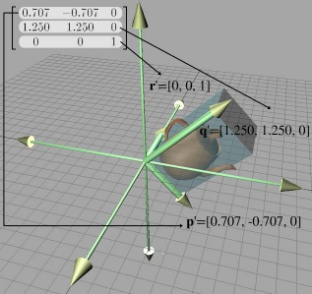 0.707 −0.707 0
1.250 1.250 0
0 0 1
r'=[0, 0, 1]
q'=[1.250, 1.250, 0]
p'=[0.707, -0.707, 0]